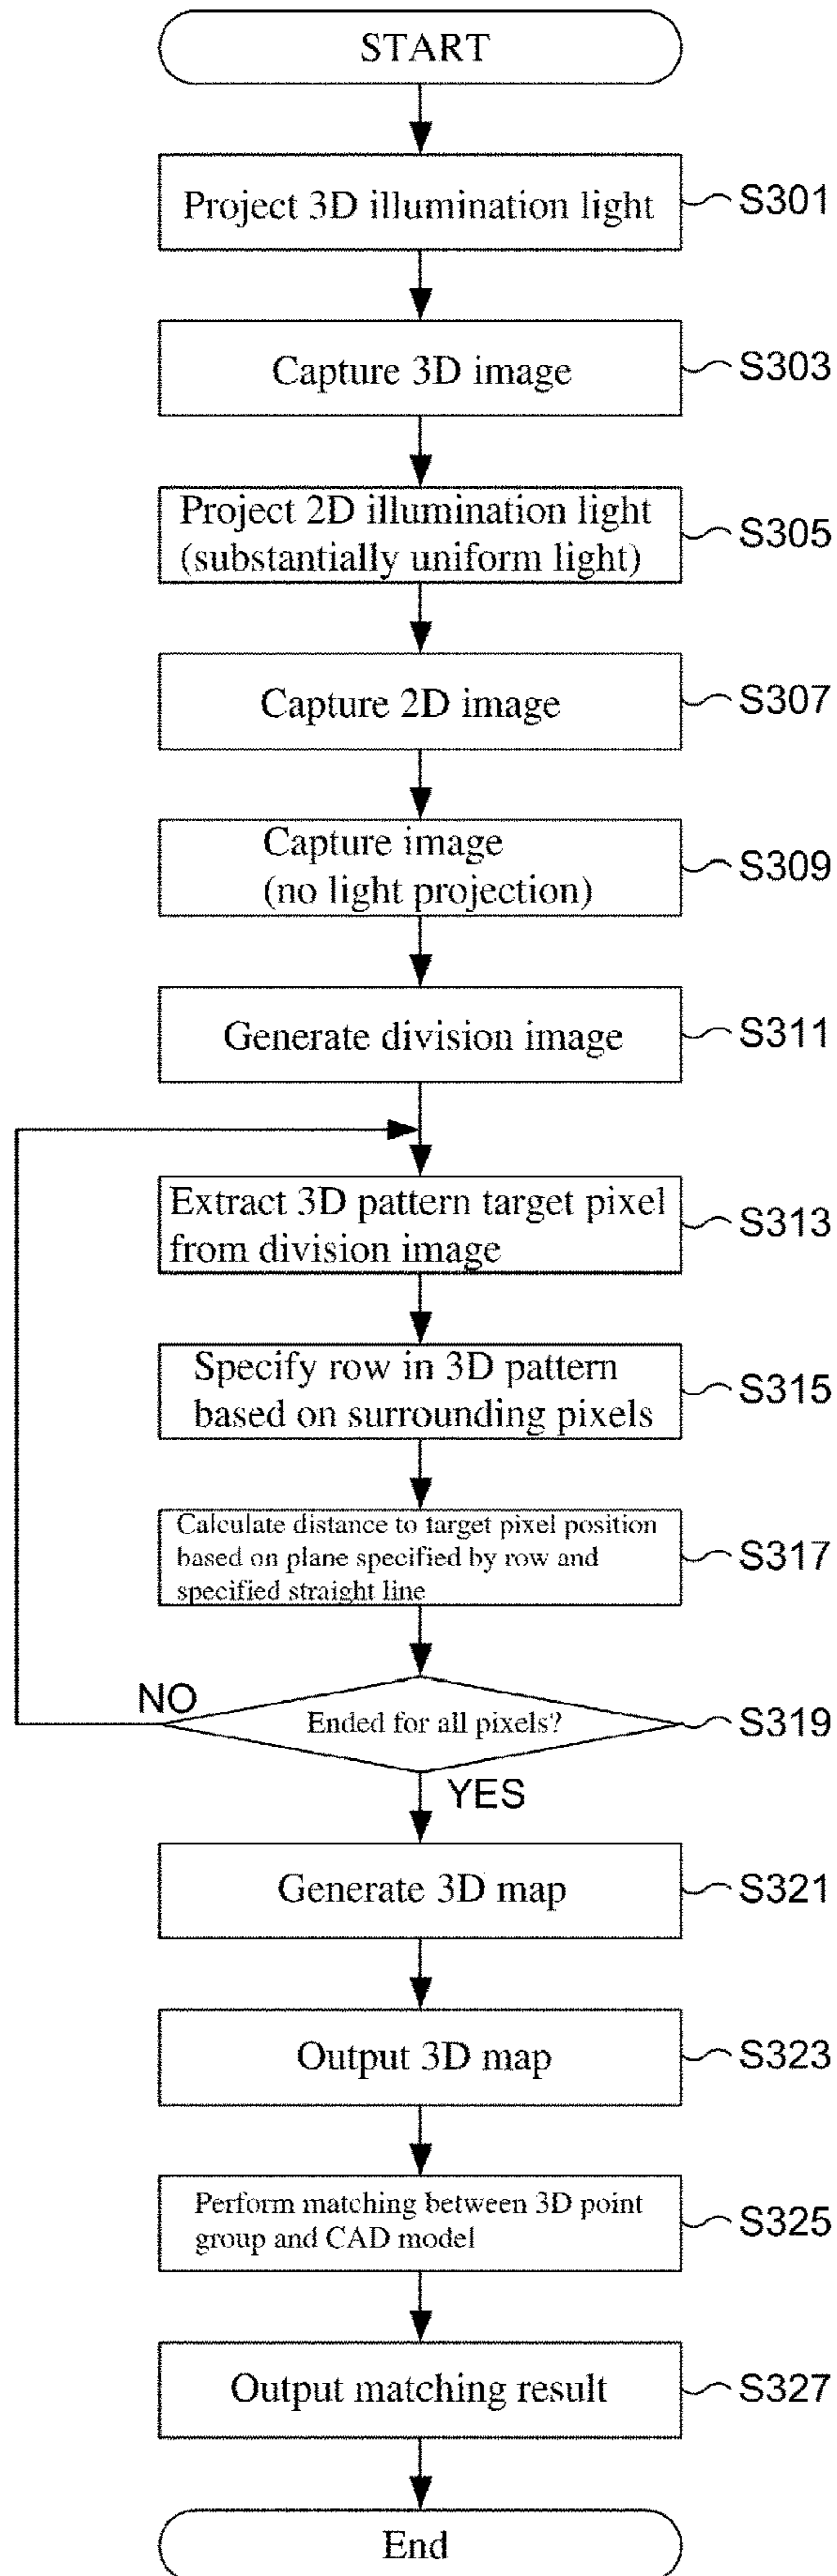 START
Project 3D illumination light
S301
Capture 3D image
S303
Project 2D illumination light
(substantially uniform light)
S305
Capture 2D image
S307
Capture image
(no light projection)
S309
Generate division image
S311
Extract 3D pattern target pixel
from division image
S313
Specify row in 3D pattern
based on surrounding pixels
S315
Calculate distance to target pixel position
based on plane specified by row and
specified straight line
S317
NO
Ended for all pixels?
S319
YES
Generate 3D map
S321
Output 3D map
S323
Perform matching between 3D point
group and CAD model
S325
Output matching result
S327
End